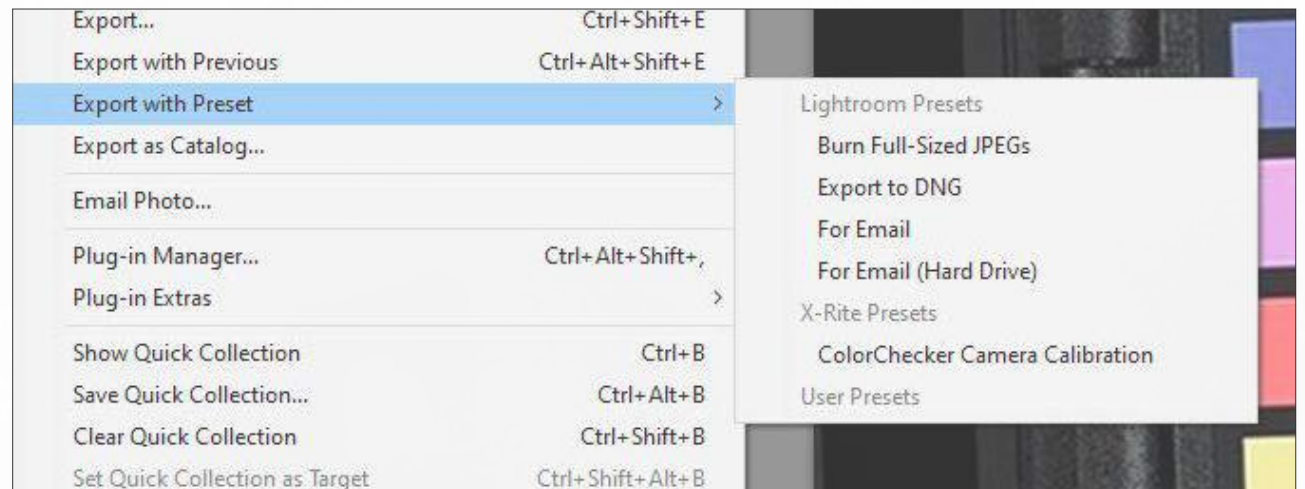 Export... Ctrl+Shift+E
Export with Previous Ctrl+Alt+Shift+E
Export with Preset >
Export as Catalog...
Email Photo...
Plug-in Manager... Ctrl+Alt+Shift+,
Plug-in Extras >
Show Quick Collection Ctrl+B
Save Quick Collection... Ctrl+Alt+B
Clear Quick Collection Ctrl+Shift+B
Set Quick Collection as Target Ctrl+Shift+Alt+B
Lightroom Presets
Burn Full-Sized JPEGs
Export to DNG
For Email
For Email (Hard Drive)
X-Rite Presets
ColorChecker Camera Calibration
User Presets